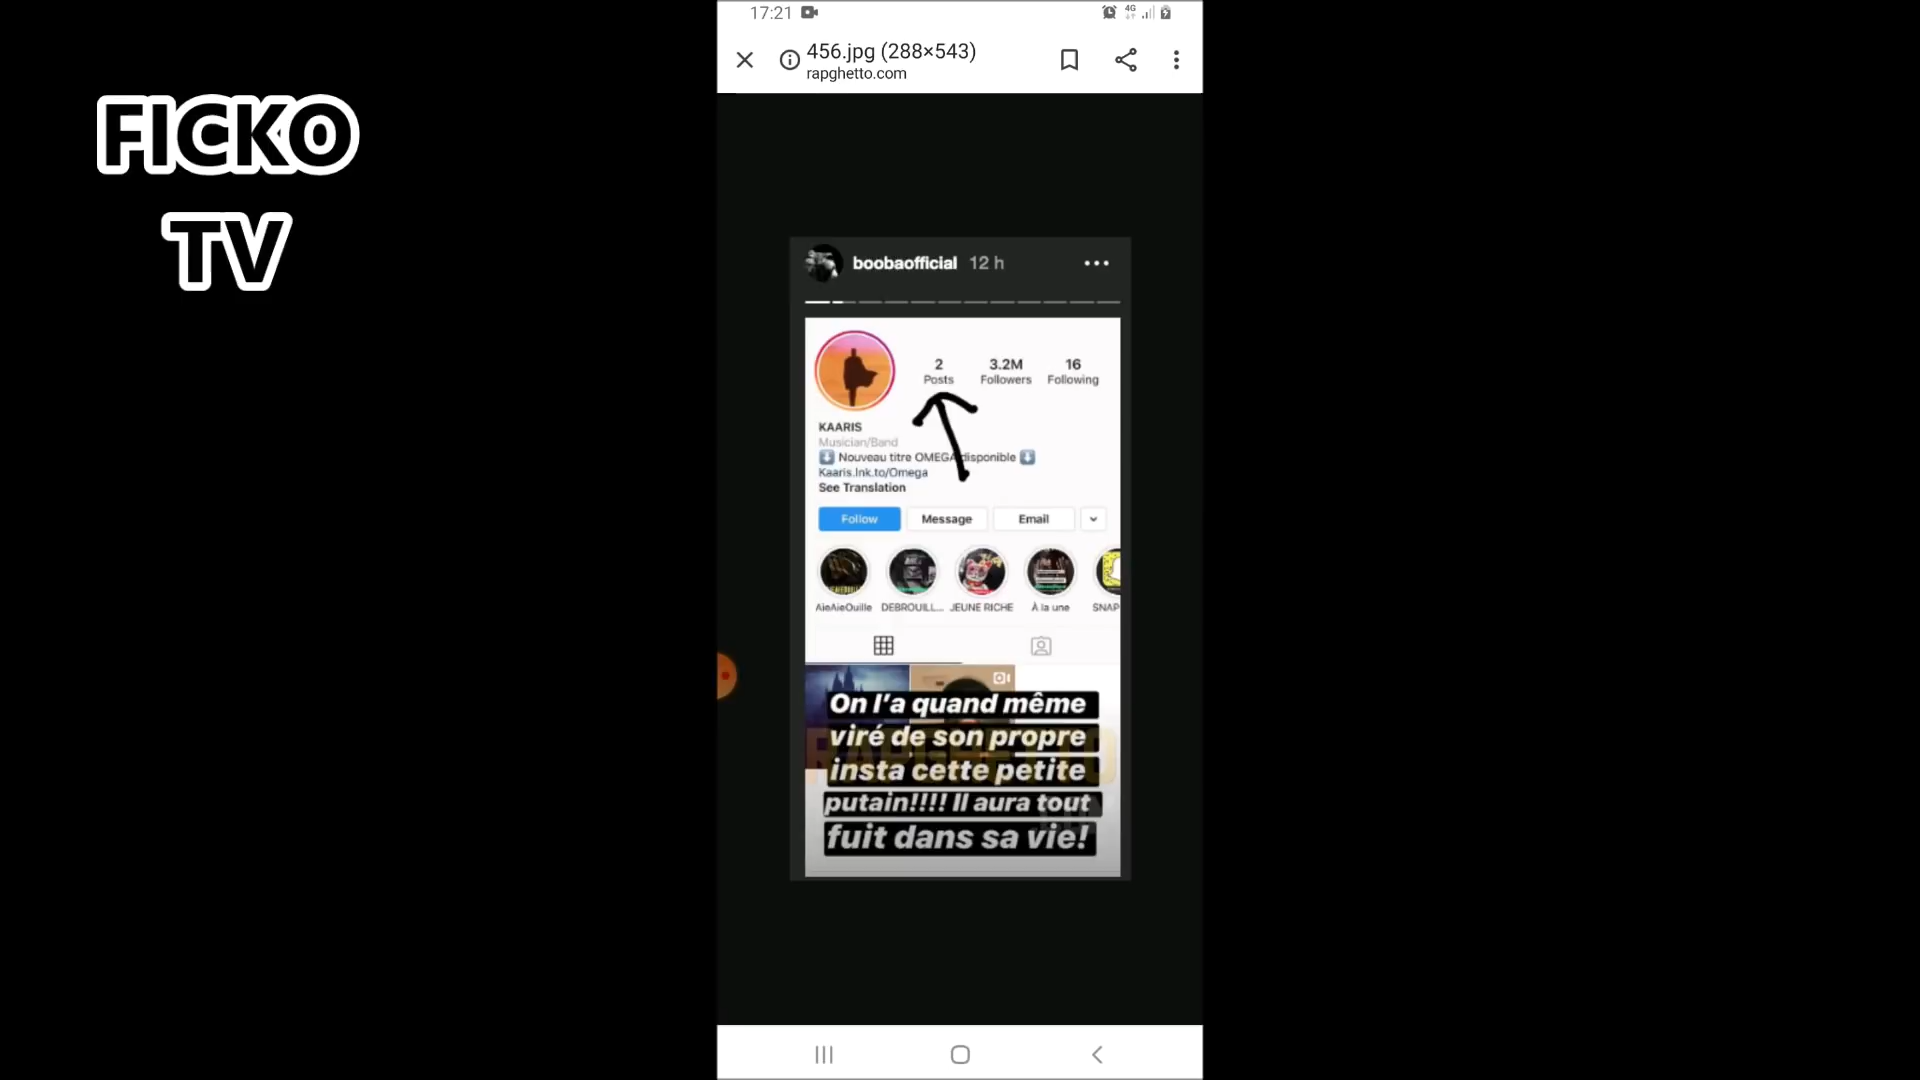 FICKO
TV
17:21
4G
456.jpg (288×543)
rapghetto.com
boobaofficial 12 h
2 3.2M 16
Posts Followers Following
KAARIS
Musician/Band
Nouveau titre OMEGA disponible
Kaaris.lnk.to/Omega
See Translation
Follow Message Email
AieAieOuille DEBROUILL... JEUNE RICHE À la une SNAP
On l'a quand même
viré de son propre
insta cette petite
putain!!!! Il aura tout
fuit dans sa vie!